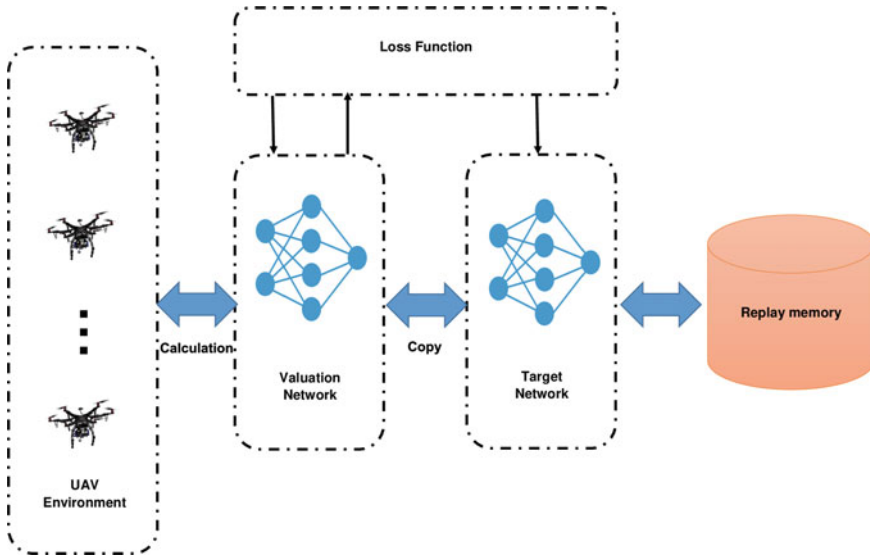 Loss Function
Calculation
Valuation
Network
Copy
Target
Network
Replay memory
UAV
Environment